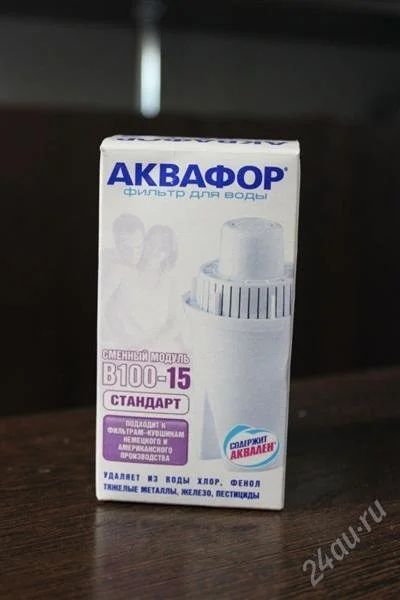 АКВАФОР®
фильтр для воды
СМЕННЫЙ МОДУЛЬ
В100-15
СТАНДАРТ
ПОДХОДИТ К
ФИЛЬТРАМ-КУВШИНАМ
НЕМЕЦКОГО И
АМЕРИКАНСКОГО
ПРОИЗВОДСТВА
СОДЕРЖИТ
АКВАЛЕН
УДАЛЯЕТ ИЗ ВОДЫ ХЛОР, ФЕНОЛ
ТЯЖЕЛЫЕ МЕТАЛЛЫ, ЖЕЛЕЗО, ПЕСТИЦИДЫ
24au.ru